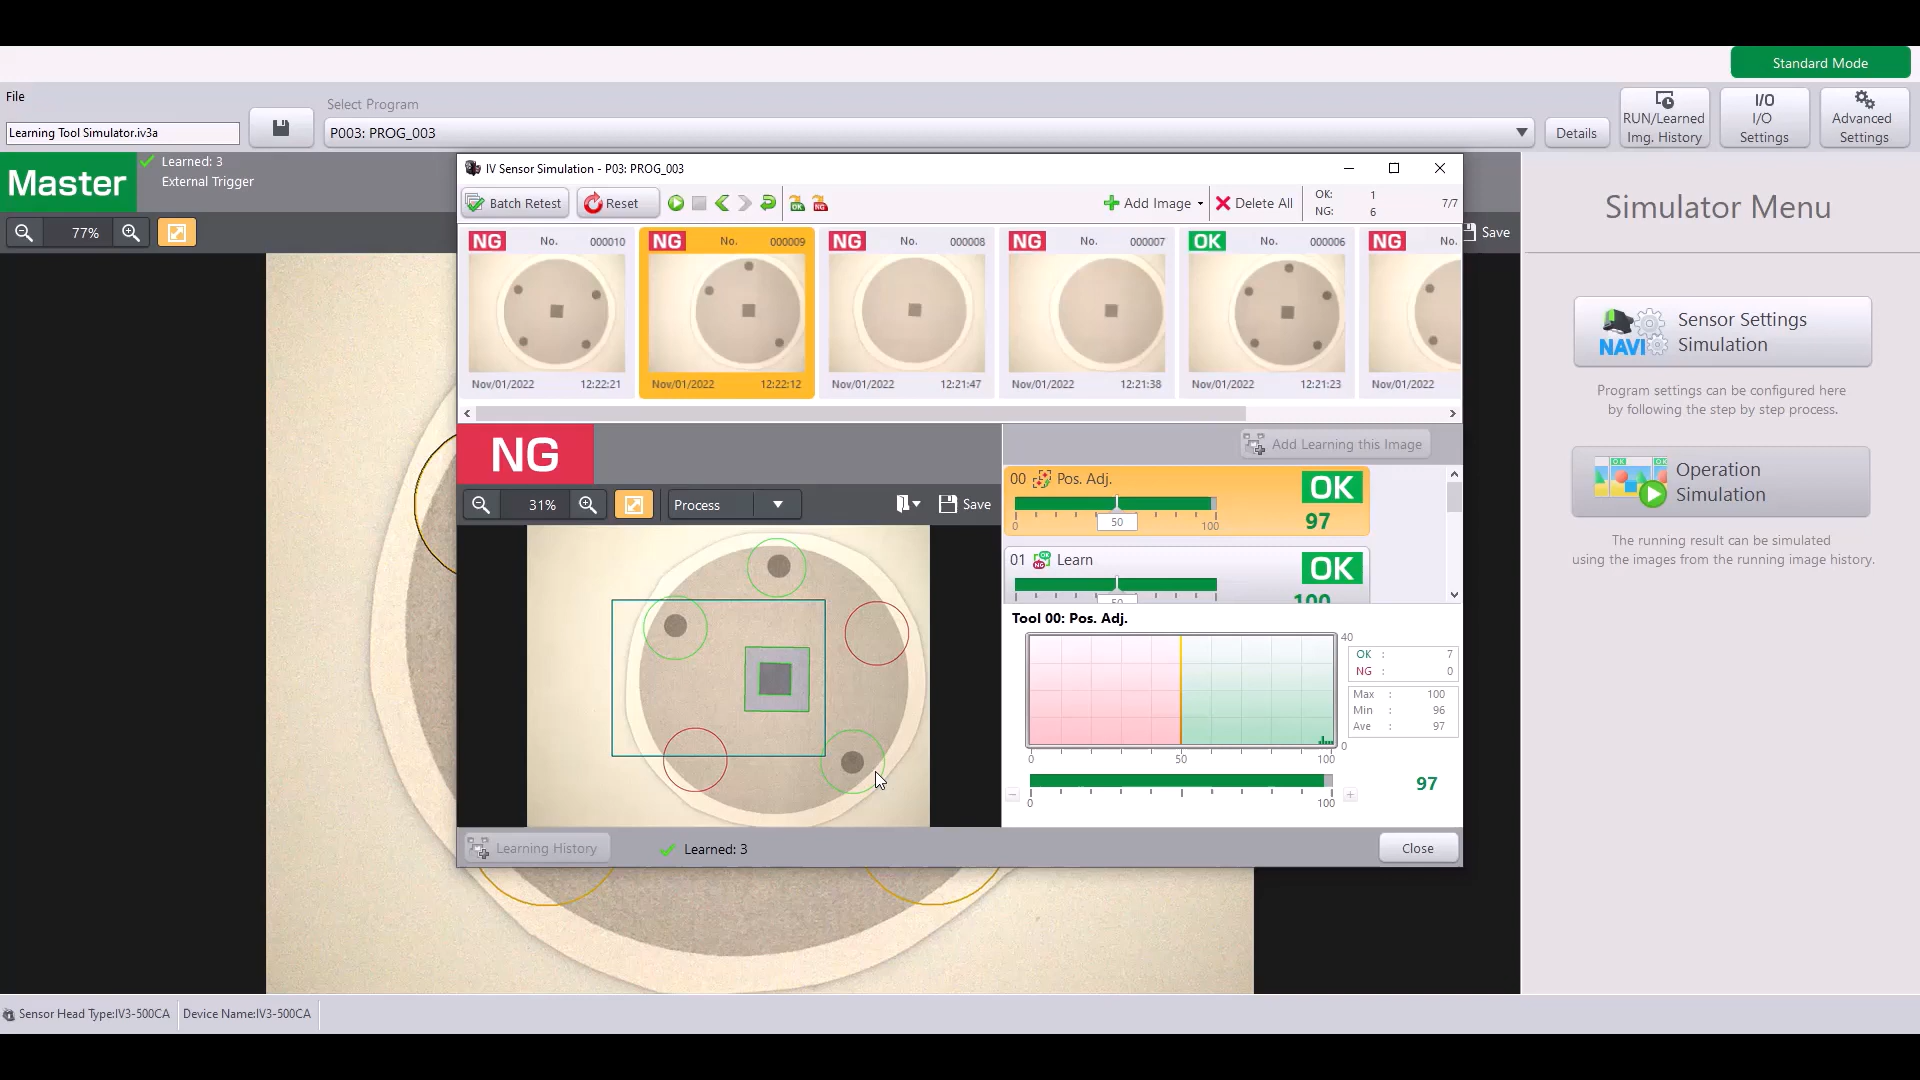 Standard Mode
File
Select Program
Learning Tool Simulator.iv3a
P003: PROG_003
Details
RUN/Learned
Img. History
I/O
I/O
Settings
Advanced
Settings
Master
Learned: 3
External Trigger
77%
Save
IV Sensor Simulation - P03: PROG_003
Batch Retest
Reset
OK
NG
Add Image
Delete All
OK: 1
NG: 6
7/7
NG No. 000010
Nov/01/2022 12:22:21
NG No. 000009
Nov/01/2022 12:22:12
NG No. 000008
Nov/01/2022 12:21:47
NG No. 000007
Nov/01/2022 12:21:38
OK No. 000006
Nov/01/2022 12:21:23
NG No.
Nov/01/2022
NG
Add Learning this Image
31%
Process
Save
00 Pos. Adj. OK
0 50 100 97
01 OK NG Learn OK
50 100
Tool 00: Pos. Adj.
40
0
0 50 100
OK : 7
NG : 0
Max : 100
Min : 96
Ave : 97
97
0 100
Learning History
Learned: 3
Close
Simulator Menu
NAVI
Sensor Settings
Simulation
Program settings can be configured here
by following the step by step process.
OK OK
Operation
Simulation
The running result can be simulated
using the images from the running image history.
Sensor Head Type:IV3-500CA
Device Name:IV3-500CA